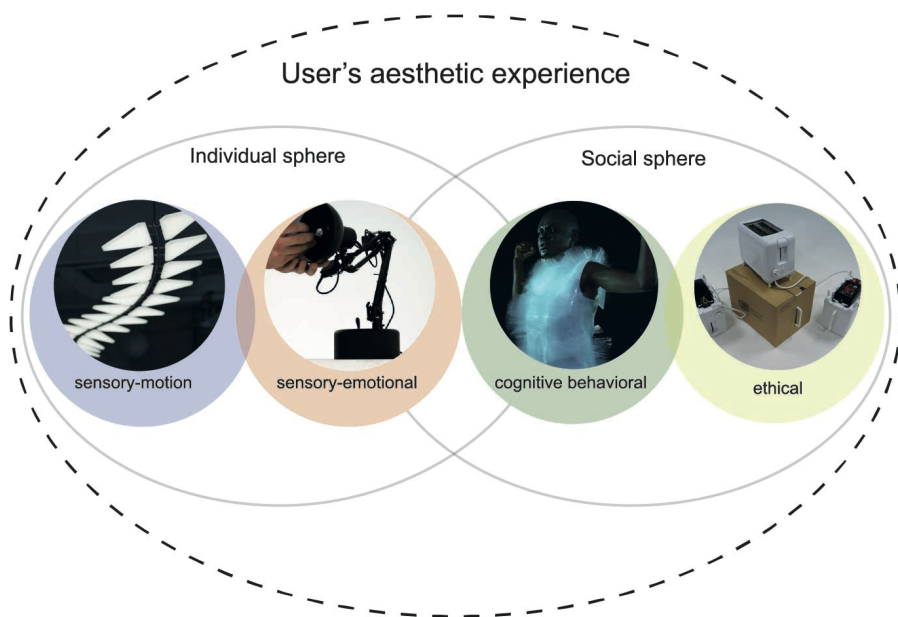 User’s aesthetic experience
Individual sphere
Social sphere
sensory-motion
sensory-emotional
cognitive behavioral
ethical